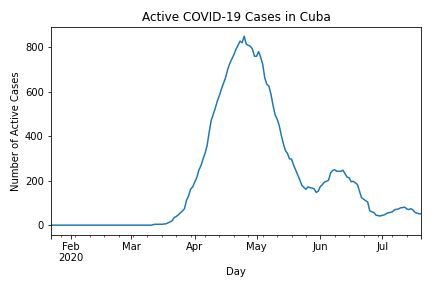 Active COVID-19 Cases in Cuba
Number of Active Cases
800
600
400
200
0
Feb Mar Apr May Jun Jul
2020
Day